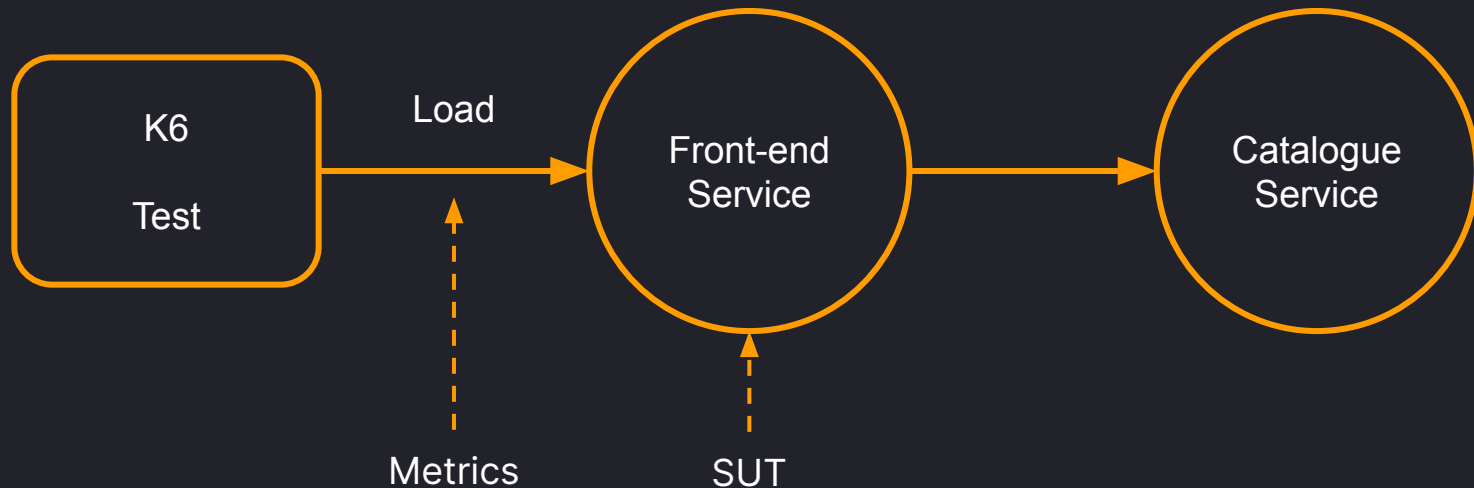 K6
Test
Load
Front-end
Service
Catalogue
Service
Metrics
SUT